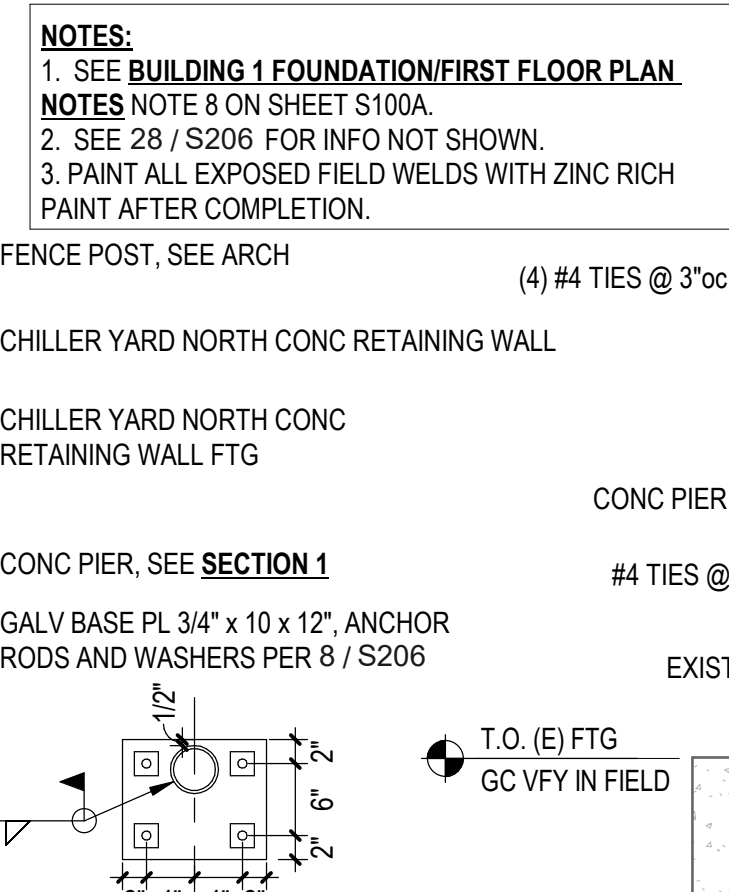 NOTES:
1. SEE BUILDING 1 FOUNDATION/FIRST FLOOR PLAN
NOTES NOTE 8 ON SHEET S100A.
2. SEE 28 / S206 FOR INFO NOT SHOWN.
3. PAINT ALL EXPOSED FIELD WELDS WITH ZINC RICH
PAINT AFTER COMPLETION.
FENCE POST, SEE ARCH
(4) #4 TIES @ 3"oc
CHILLER YARD NORTH CONC RETAINING WALL
CHILLER YARD NORTH CONC
RETAINING WALL FTG
CONC PIER
CONC PIER, SEE SECTION 1
#4 TIES @
GALV BASE PL 3/4" x 10 x 12", ANCHOR
RODS AND WASHERS PER 8 / S206
EXIST
1/2"
2"
6"
2"
T.O. (E) FTG
GC VFY IN FIELD